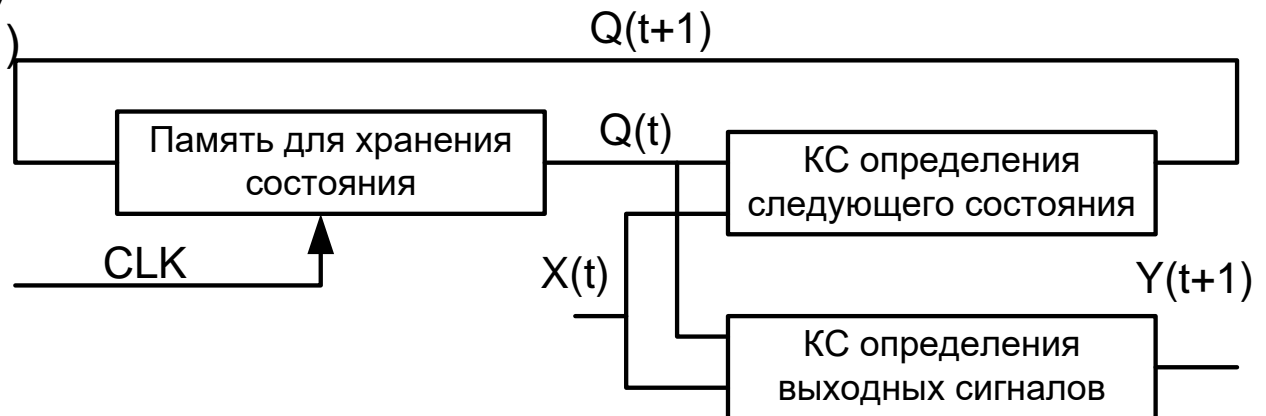 )
Q(t+1)
Память для хранения
состояния
Q(t)
КС определения
следующего состояния
CLK
X(t)
Y(t+1)
КС определения
выходных сигналов